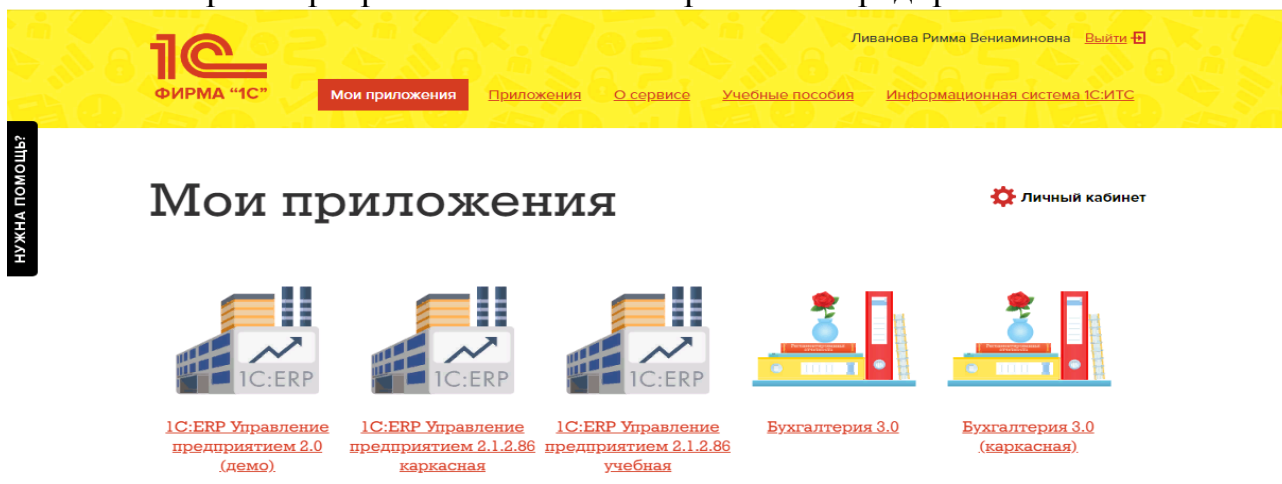 Ливанова Римма Вениаминовна Выйти
1С
ФИРМА "1С"
Мои приложения Приложения О сервисе Учебные пособия Информационная система 1С:ИТС
НУЖНА ПОМОЩЬ?
Мои приложения
Личный кабинет
1C:ERP 1C:ERP 1C:ERP
1С:ERP Управление предприятием 2.0 (демо)
1С:ERP Управление предприятием 2.1.2.86 каркасная
1С:ERP Управление предприятием 2.1.2.86 учебная
Бухгалтерия 3.0
Бухгалтерия 3.0 (каркасная)